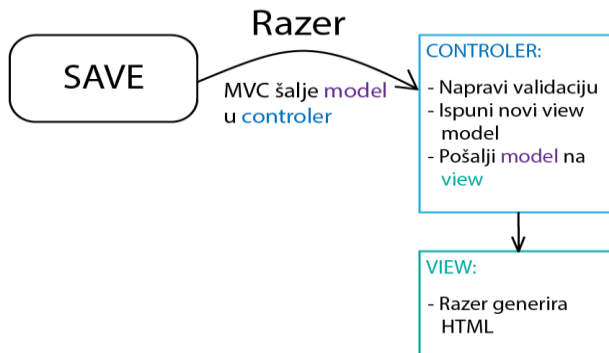 Razer
SAVE
MVC šalje model
u controler
CONTROLER:
- Napravi validaciju
- Ispuni novi view
model
- Pošalji model na
view
VIEW:
- Razer generira
HTML